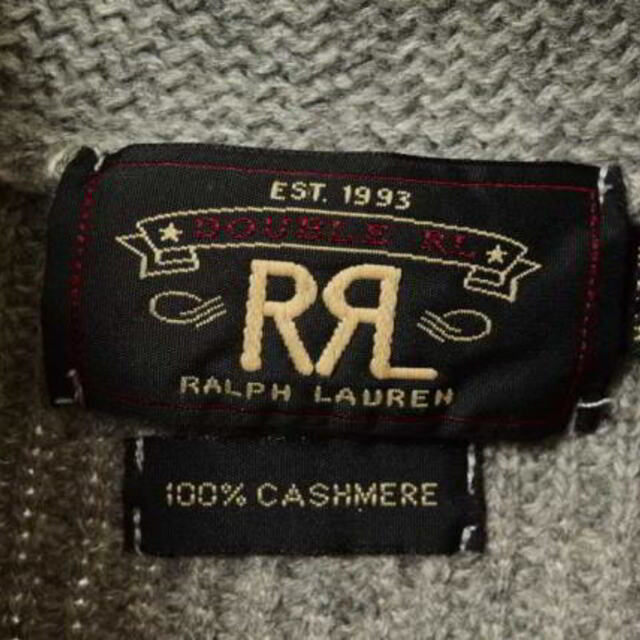 EST. 1993
DOUBLE RL
RRL
RALPH LAUREN
100% CASHMERE